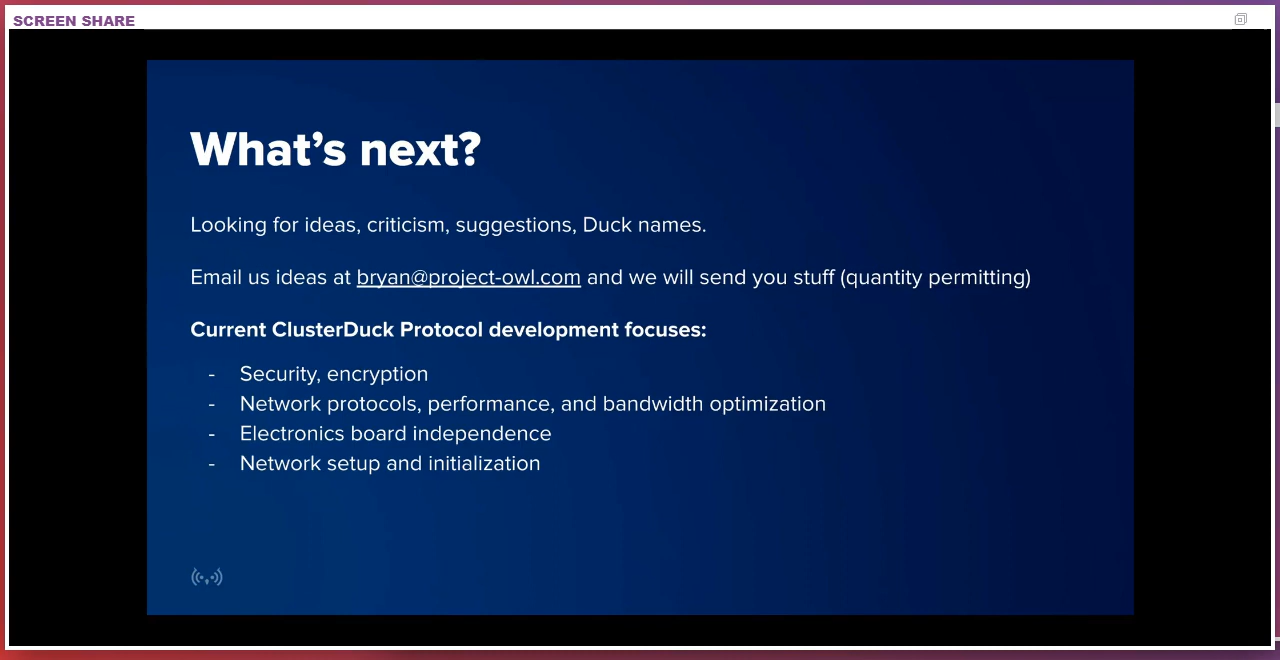 SCREEN SHARE
What’s next?
Looking for ideas, criticism, suggestions, Duck names.
Email us ideas at bryan@project-owl.com and we will send you stuff (quantity permitting)
Current ClusterDuck Protocol development focuses:
- Security, encryption
- Network protocols, performance, and bandwidth optimization
- Electronics board independence
- Network setup and initialization